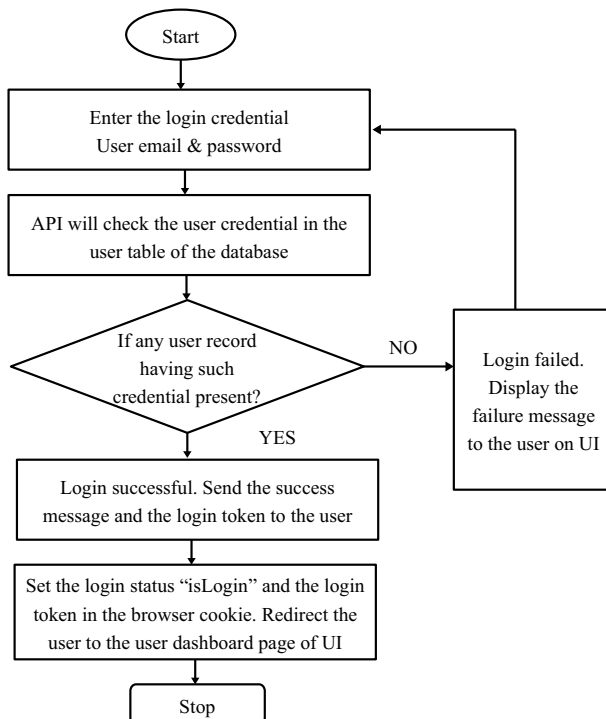 Start
Enter the login credential
User email & password
API will check the user credential in the
user table of the database
If any user record
having such
credential present?
NO
Login failed.
Display the
failure message
to the user on UI
YES
Login successful. Send the success
message and the login token to the user
Set the login status “isLogin” and the login
token in the browser cookie. Redirect the
user to the user dashboard page of UI
Stop